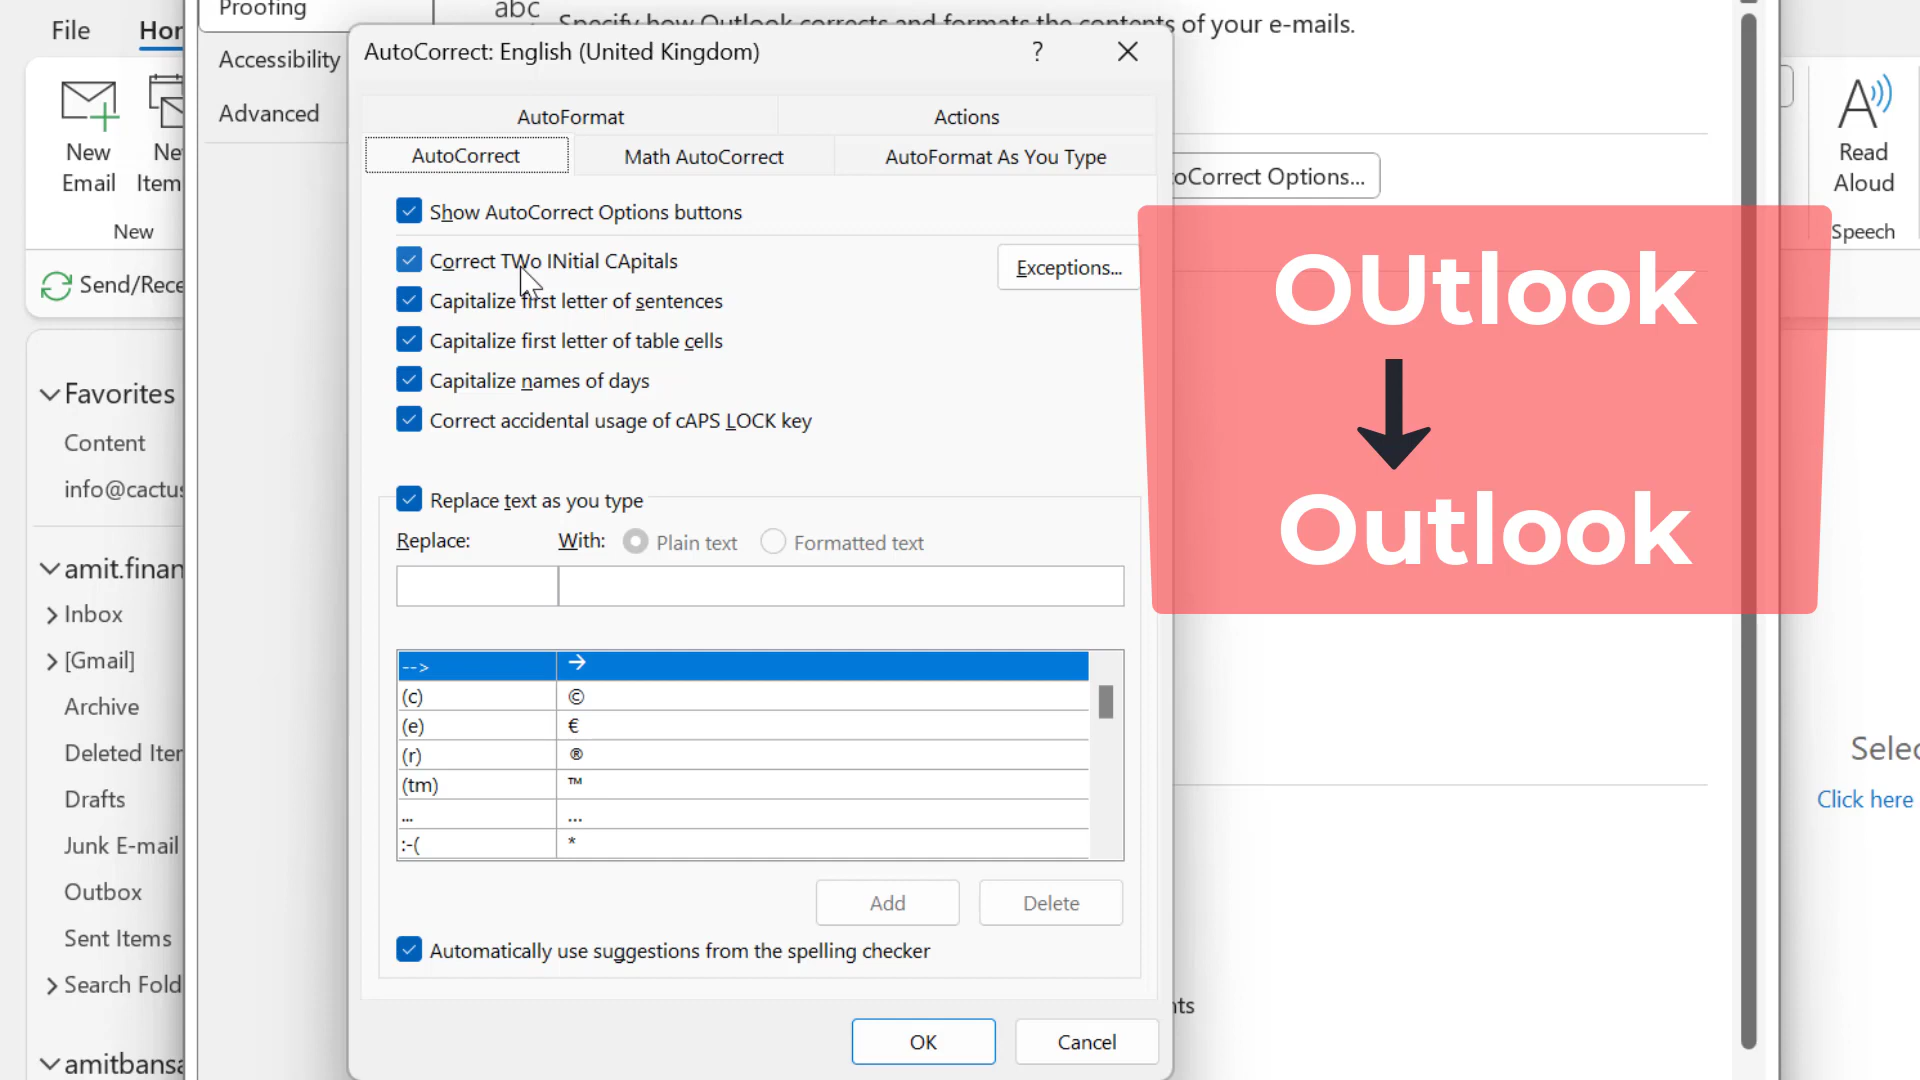 Proofing
abc
Specify how Outlook corrects and formats the contents of your e-mails.
File
Hor
AutoCorrect: English (United Kingdom)
?
Accessibility
Advanced
New
Email
Ne
Item
New
Read
Aloud
Speech
AutoFormat
Actions
AutoCorrect
Math AutoCorrect
AutoFormat As You Type
oCorrect Options...
Show AutoCorrect Options buttons
Correct TWo INitial CApitals
Exceptions...
Capitalize first letter of sentences
Capitalize first letter of table cells
Capitalize names of days
Correct accidental usage of cAPS LOCK key
OUtlook
Outlook
Send/Rece
Favorites
Content
info@cactus
amit.finan
Inbox
[Gmail]
Archive
Deleted Iter
Drafts
Junk E-mail
Outbox
Sent Items
Search Fold
amitbansa
Replace text as you type
Replace:
With:
Plain text
Formatted text
--> →
(c) ©
(e) €
(r) ®
(tm) ™
... ...
:-( *
Add
Delete
Automatically use suggestions from the spelling checker
OK
Cancel
nts
Selec
Click here